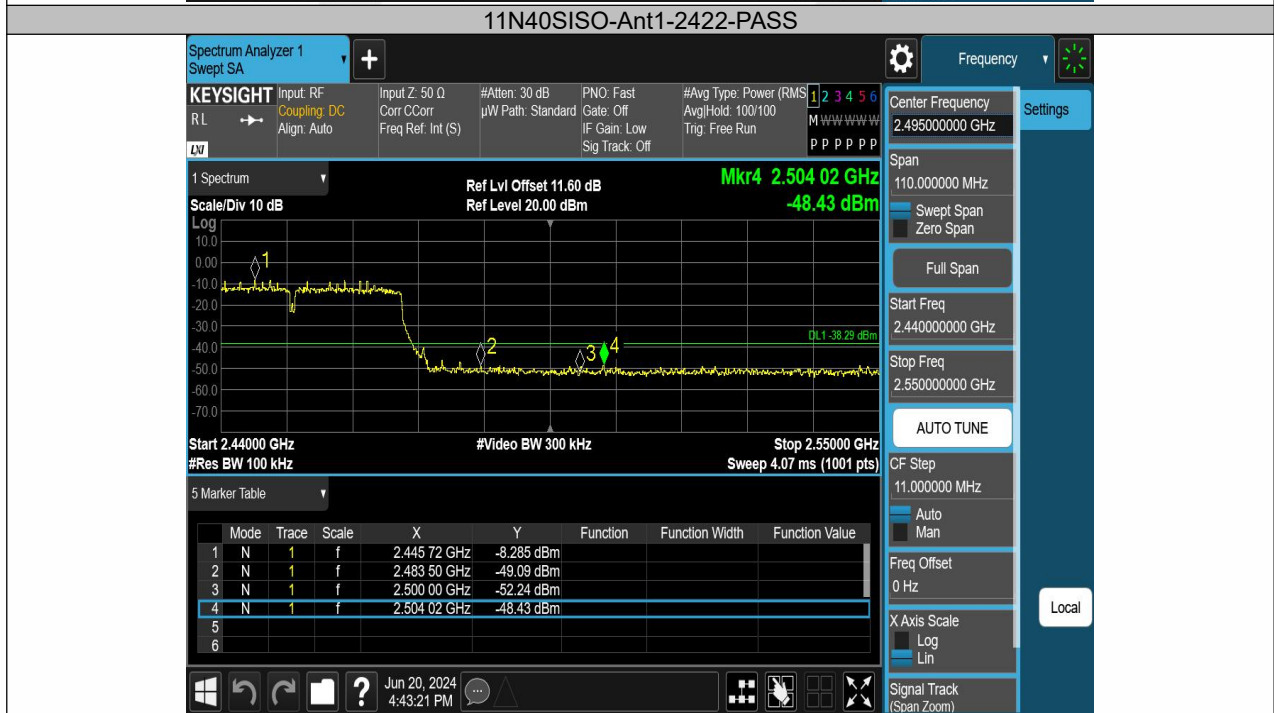 11N40SISO-Ant1-2422-PASS
Spectrum Analyzer 1
Swept SA
+
Frequency
KEYSIGHT
RL
LXI
Input: RF
Coupling: DC
Align: Auto
Input Z: 50 Ω
Corr CCorr
Freq Ref: Int (S)
#Atten: 30 dB
µW Path: Standard
PNO: Fast
Gate: Off
IF Gain: Low
Sig Track: Off
#Avg Type: Power (RMS
Avg|Hold: 100/100
Trig: Free Run
1 2 3 4 5 6
M W W W W W
P P P P P P
1 Spectrum
Scale/Div 10 dB
Ref Lvl Offset 11.60 dB
Ref Level 20.00 dBm
Mkr4 2.504 02 GHz
-48.43 dBm
Log
10.0
0.00
-10.0
-20.0
-30.0
-40.0
-50.0
-60.0
-70.0
1
2
3
4
DL1 -38.29 dBm
Start 2.44000 GHz
#Video BW 300 kHz
Stop 2.55000 GHz
#Res BW 100 kHz
Sweep 4.07 ms (1001 pts)
5 Marker Table
Mode Trace Scale X Y Function Function Width Function Value
1 N 1 f 2.445 72 GHz -8.285 dBm
2 N 1 f 2.483 50 GHz -49.09 dBm
3 N 1 f 2.500 00 GHz -52.24 dBm
4 N 1 f 2.504 02 GHz -48.43 dBm
5
6
?
Jun 20, 2024
4:43:21 PM
Center Frequency
2.495000000 GHz
Span
110.000000 MHz
Swept Span
Zero Span
Full Span
Start Freq
2.440000000 GHz
Stop Freq
2.550000000 GHz
AUTO TUNE
CF Step
11.000000 MHz
Auto
Man
Freq Offset
0 Hz
X Axis Scale
Log
Lin
Signal Track
(Span Zoom)
Settings
Local